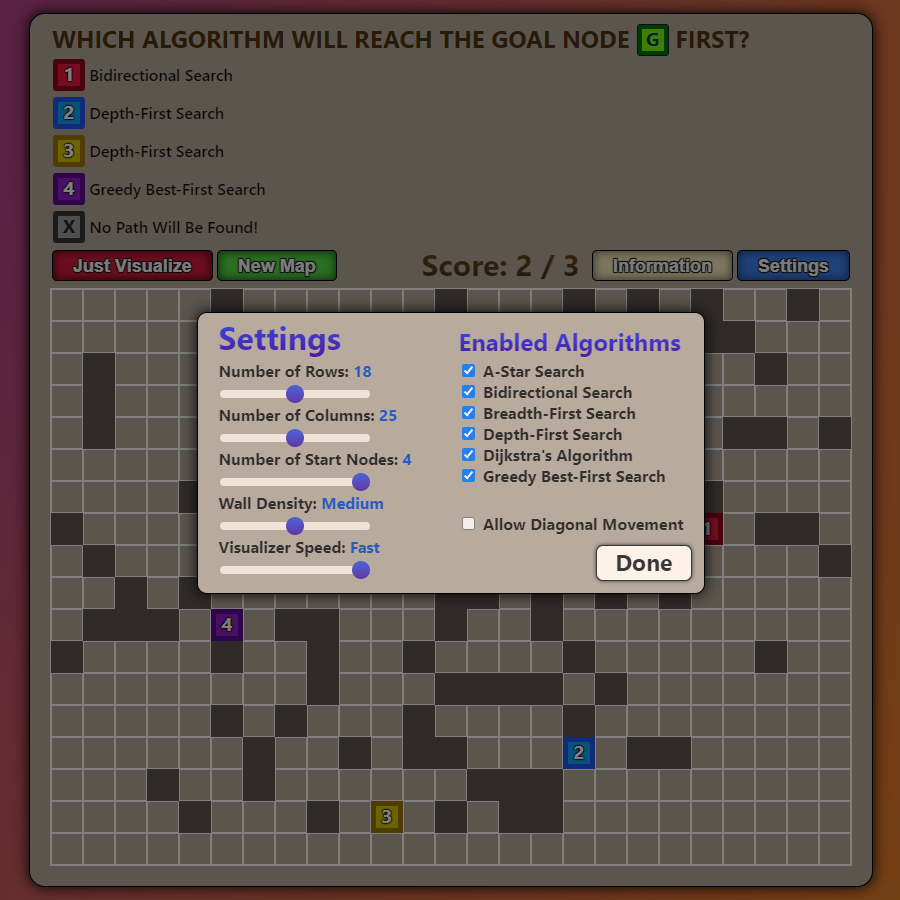 WHICH ALGORITHM WILL REACH THE GOAL NODE G FIRST?
1 Bidirectional Search
2 Depth-First Search
3 Depth-First Search
4 Greedy Best-First Search
X No Path Will Be Found!
Just Visualize New Map Score: 2 / 3 Information Settings
Settings
Number of Rows: 18
Number of Columns: 25
Number of Start Nodes: 4
Wall Density: Medium
Visualizer Speed: Fast
Enabled Algorithms
A-Star Search
Bidirectional Search
Breadth-First Search
Depth-First Search
Dijkstra's Algorithm
Greedy Best-First Search
Allow Diagonal Movement
Done
1
4
2
3